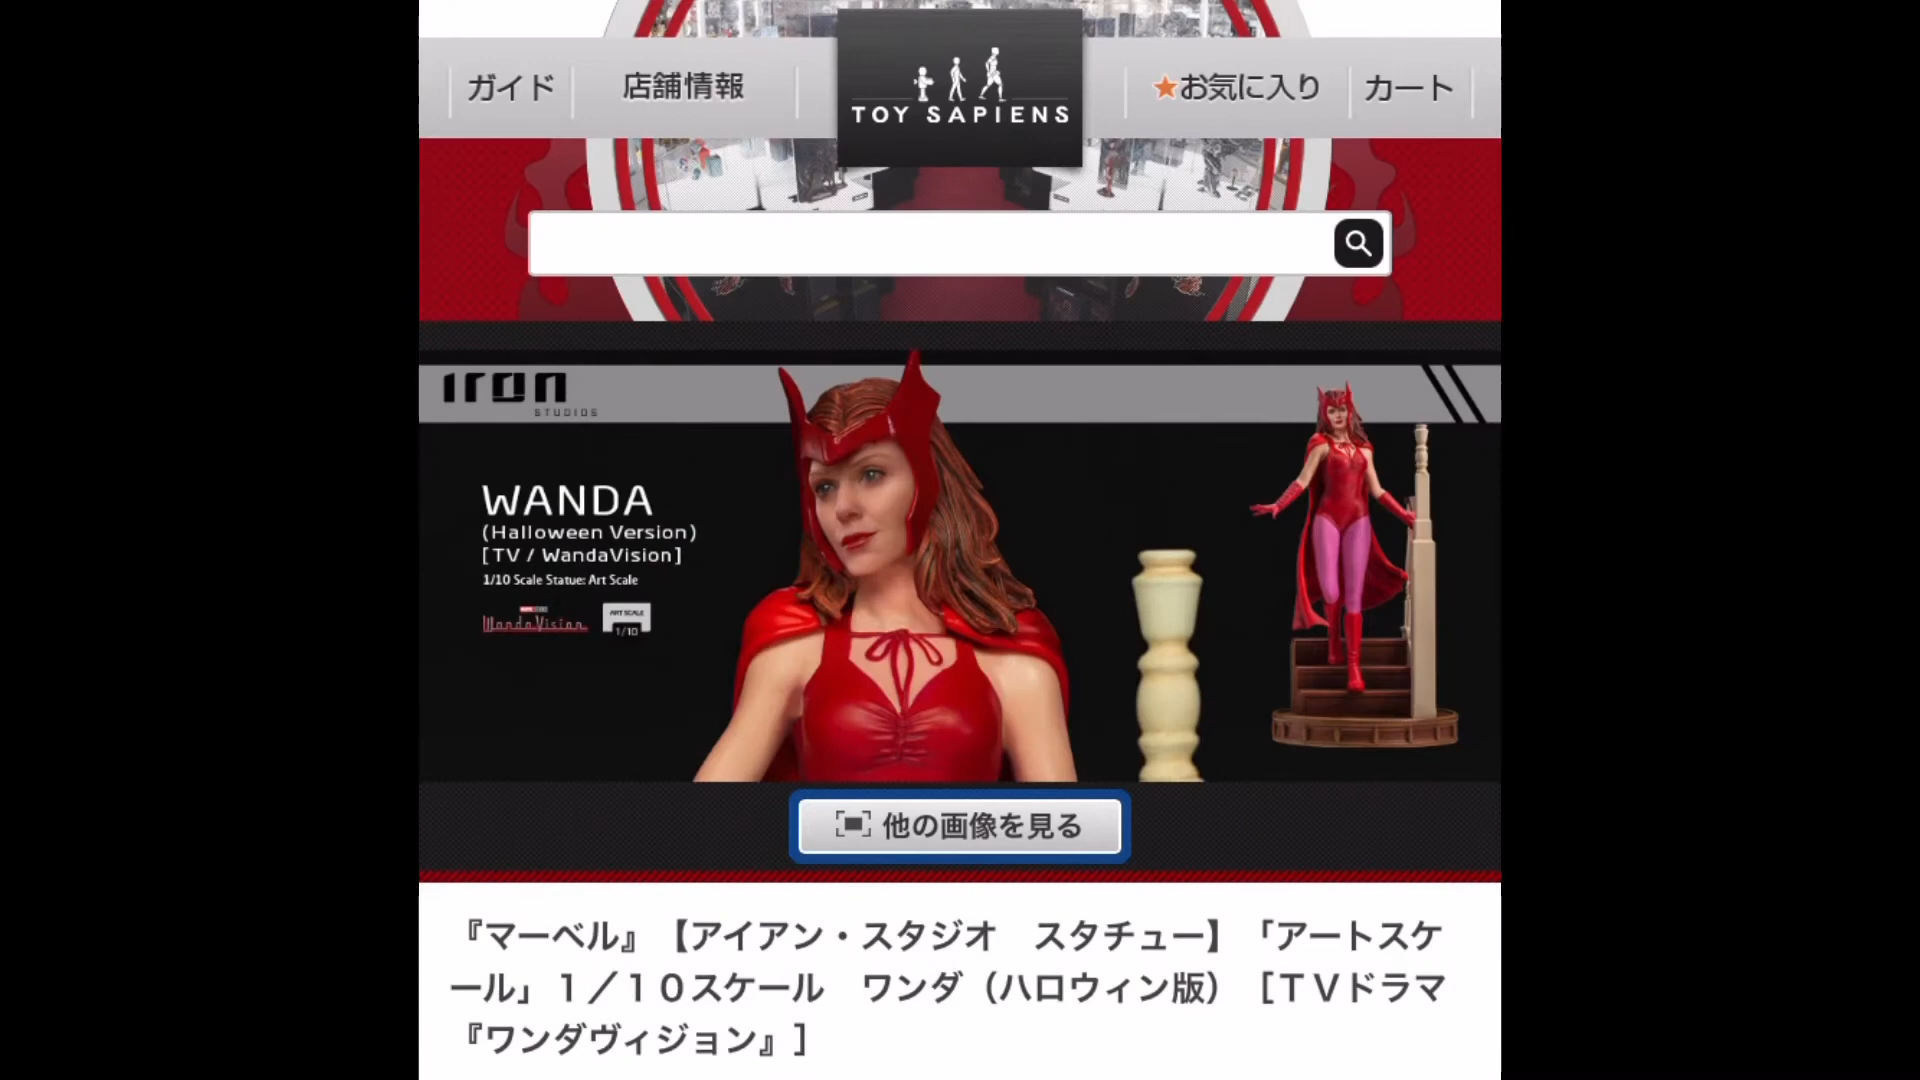 ガイド
店舗情報
TOY SAPIENS
★お気に入り
カート
IRON
STUDIOS
WANDA
(Halloween Version)
[TV / WandaVision]
1/10 Scale Statue: Art Scale
WandaVision
ART SCALE
1/10
他の画像を見る
『マーベル』【アイアン・スタジオ　スタチュー】「アートスケ
ール」１／１０スケール　ワンダ（ハロウィン版）［ＴＶドラマ
『ワンダヴィジョン』］